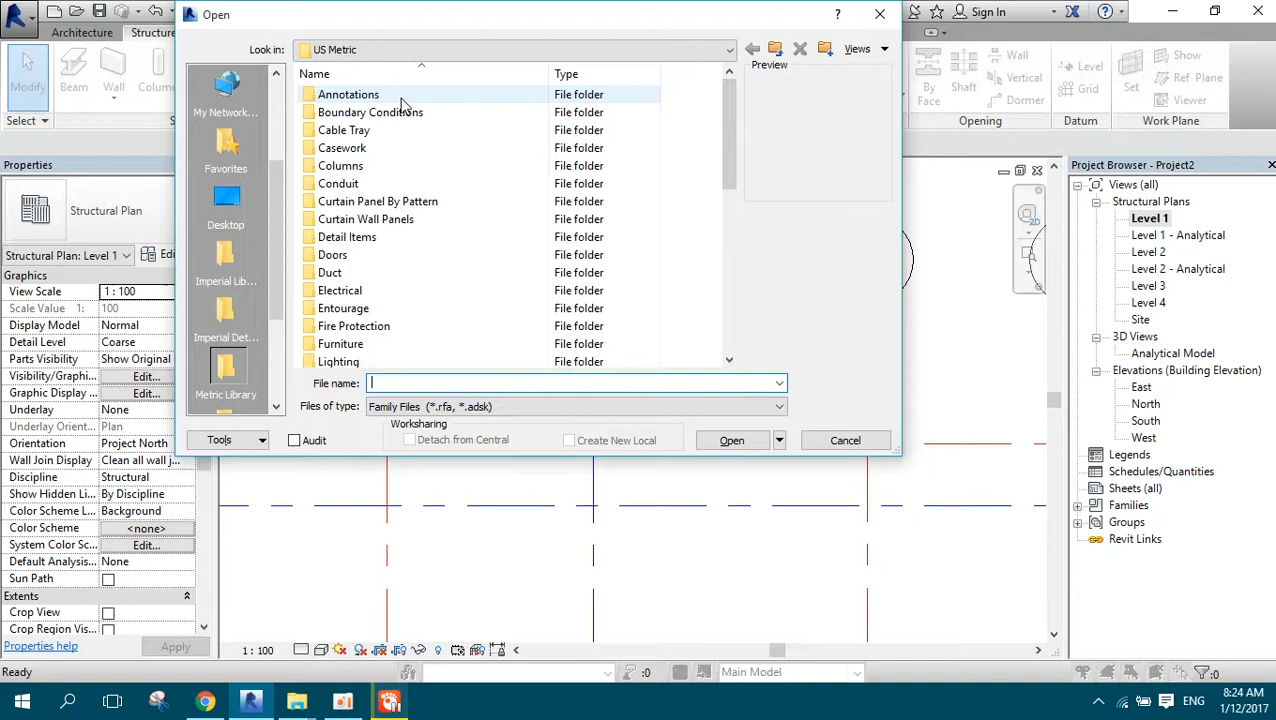 Open
Sign In
Architecture
Structure
Modify
Beam
Wall
Column
Select
Look in:
US Metric
Views
Name
Type
Preview
Annotations File folder
Boundary Conditions File folder
Cable Tray File folder
Casework File folder
Columns File folder
Conduit File folder
Curtain Panel By Pattern File folder
Curtain Wall Panels File folder
Detail Items File folder
Doors File folder
Duct File folder
Electrical File folder
Entourage File folder
Fire Protection File folder
Furniture File folder
Lighting File folder
My Network...
Favorites
Desktop
Imperial Lib...
Imperial Det...
Metric Library
File name:
Files of type: Family Files (*.rfa, *.adsk)
Worksharing
Tools
Audit
Detach from Central
Create New Local
Open
Cancel
By
Face
Shaft
Wall
Vertical
Dormer
Opening
Level
Grid
Datum
Set
Show
Ref Plane
Viewer
Work Plane
Properties
Structural Plan
Structural Plan: Level 1
Edi
Graphics
View Scale 1 : 100
Scale Value 1: 100
Display Model Normal
Detail Level Coarse
Parts Visibility Show Original
Visibility/Graphi... Edit...
Graphic Display ... Edit...
Underlay None
Underlay Orientation Plan
Orientation Project North
Wall Join Display Clean all wall j...
Discipline Structural
Show Hidden Li... By Discipline
Color Scheme L... Background
Color Scheme <none>
System Color Sc... Edit...
Default Analysis... None
Sun Path
Extents
Crop View
Crop Region Vis...
Properties help
Apply
Project Browser - Project2
Views (all)
Structural Plans
Level 1
Level 1 - Analytical
Level 2
Level 2 - Analytical
Level 3
Level 4
Site
3D Views
Analytical Model
Elevations (Building Elevation)
East
North
South
West
Legends
Schedules/Quantities
Sheets (all)
Families
Groups
Revit Links
2D
1 : 100
Ready
:0
Main Model
:0
ENG
8:24 AM
1/12/2017